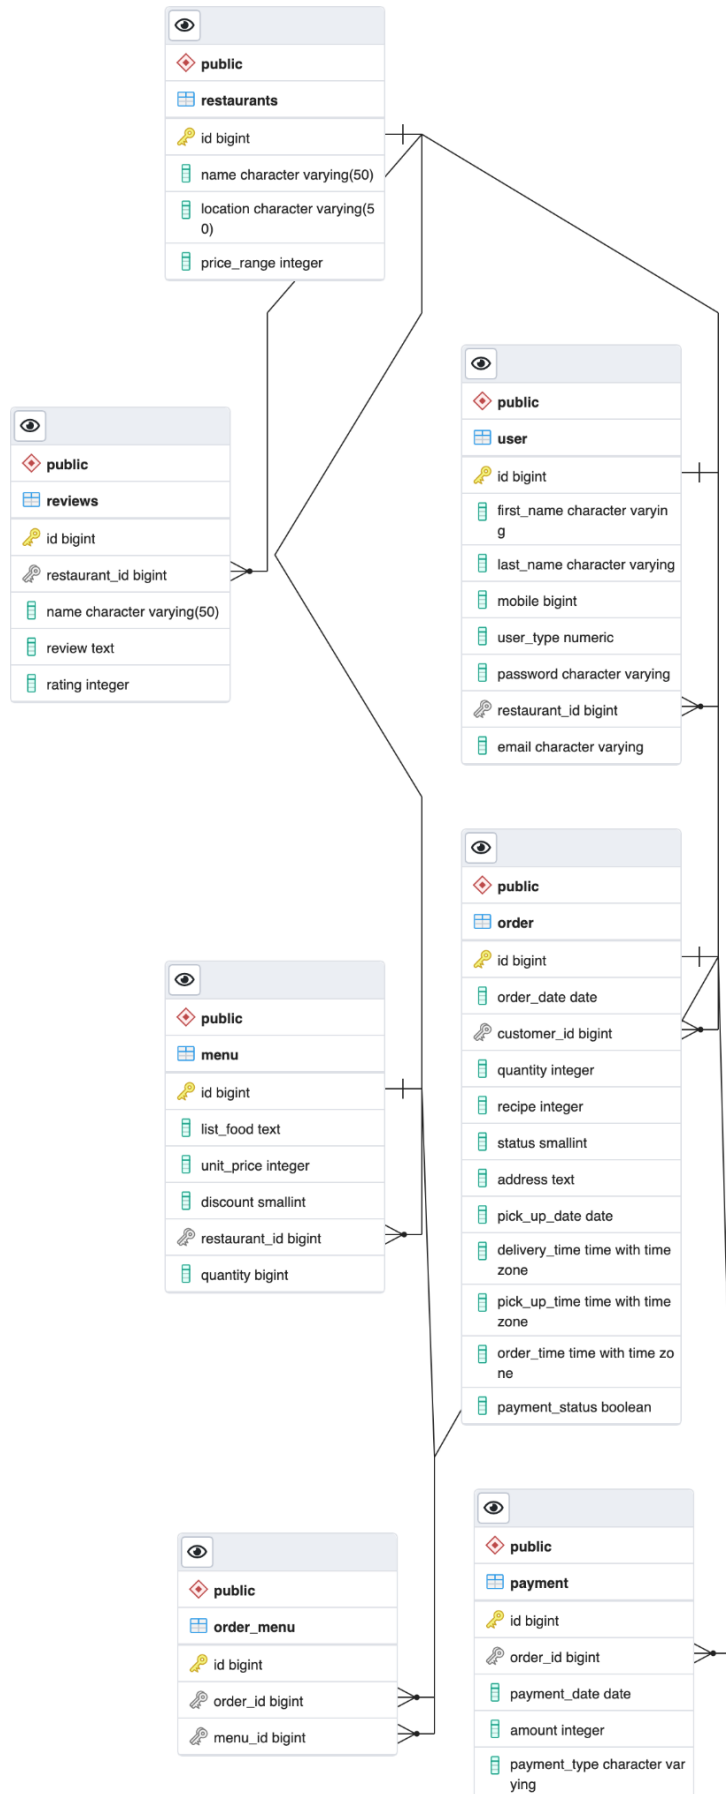 public
restaurants
id bigint
name character varying(50)
location character varying(5
0)
price_range integer
public
user
id bigint
first_name character varyin
g
last_name character varying
mobile bigint
user_type numeric
password character varying
restaurant_id bigint
email character varying
public
reviews
id bigint
restaurant_id bigint
name character varying(50)
review text
rating integer
public
order
id bigint
order_date date
customer_id bigint
quantity integer
recipe integer
status smallint
address text
pick_up_date date
delivery_time time with time
zone
pick_up_time time with time
zone
order_time time with time zo
ne
payment_status boolean
public
menu
id bigint
list_food text
unit_price integer
discount smallint
restaurant_id bigint
quantity bigint
public
payment
id bigint
order_id bigint
payment_date date
amount integer
payment_type character var
ying
public
order_menu
id bigint
order_id bigint
menu_id bigint